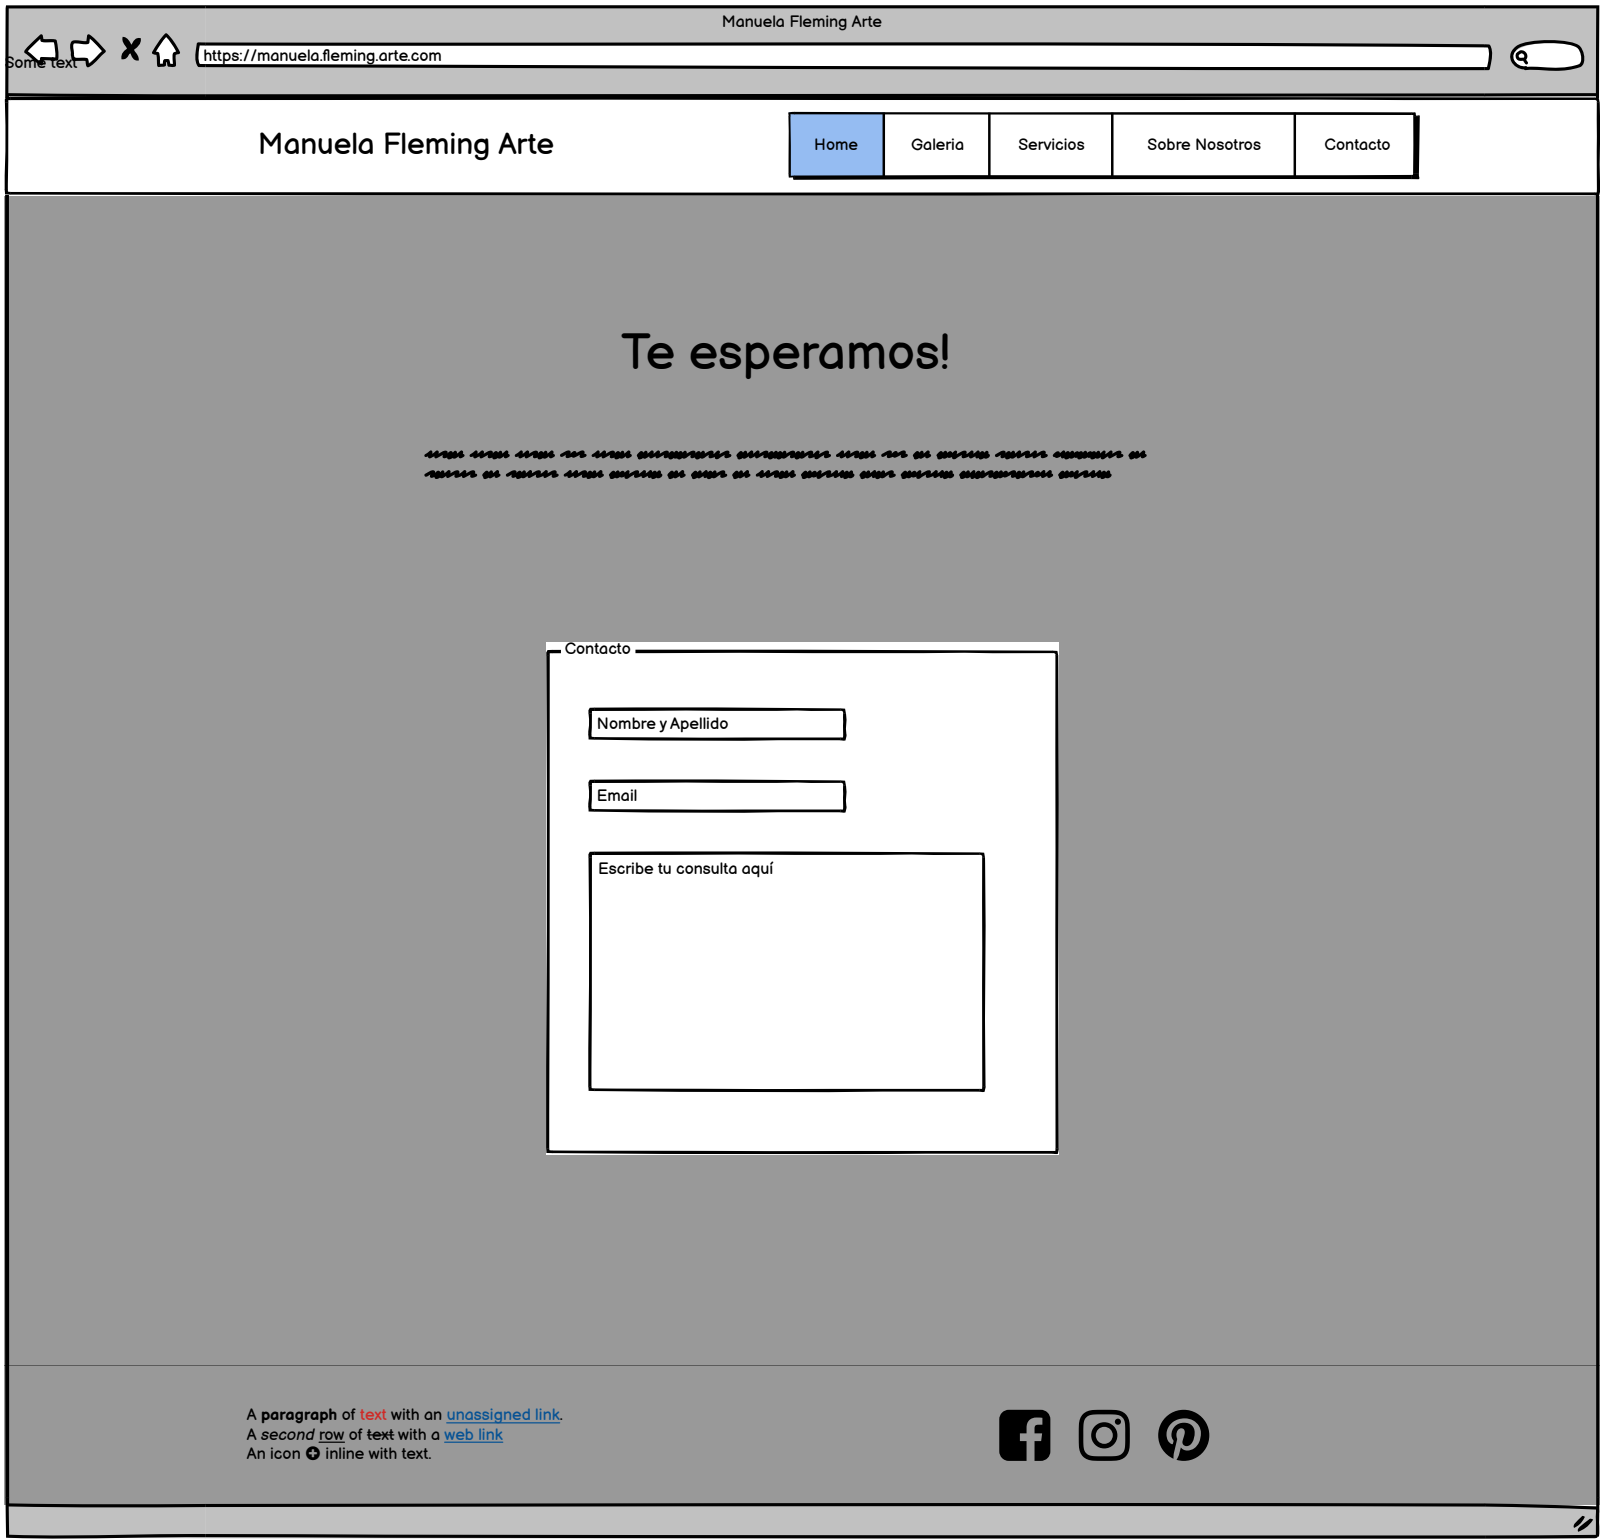 Manuela Fleming Arte
Some text
https://manuela.fleming.arte.com
Manuela Fleming Arte
Home
Galeria
Servicios
Sobre Nosotros
Contacto
Te esperamos!
Contacto
Nombre y Apellido
Email
Escribe tu consulta aquí
A paragraph of text with an unassigned link.
A second row of text with a web link
An icon inline with text.